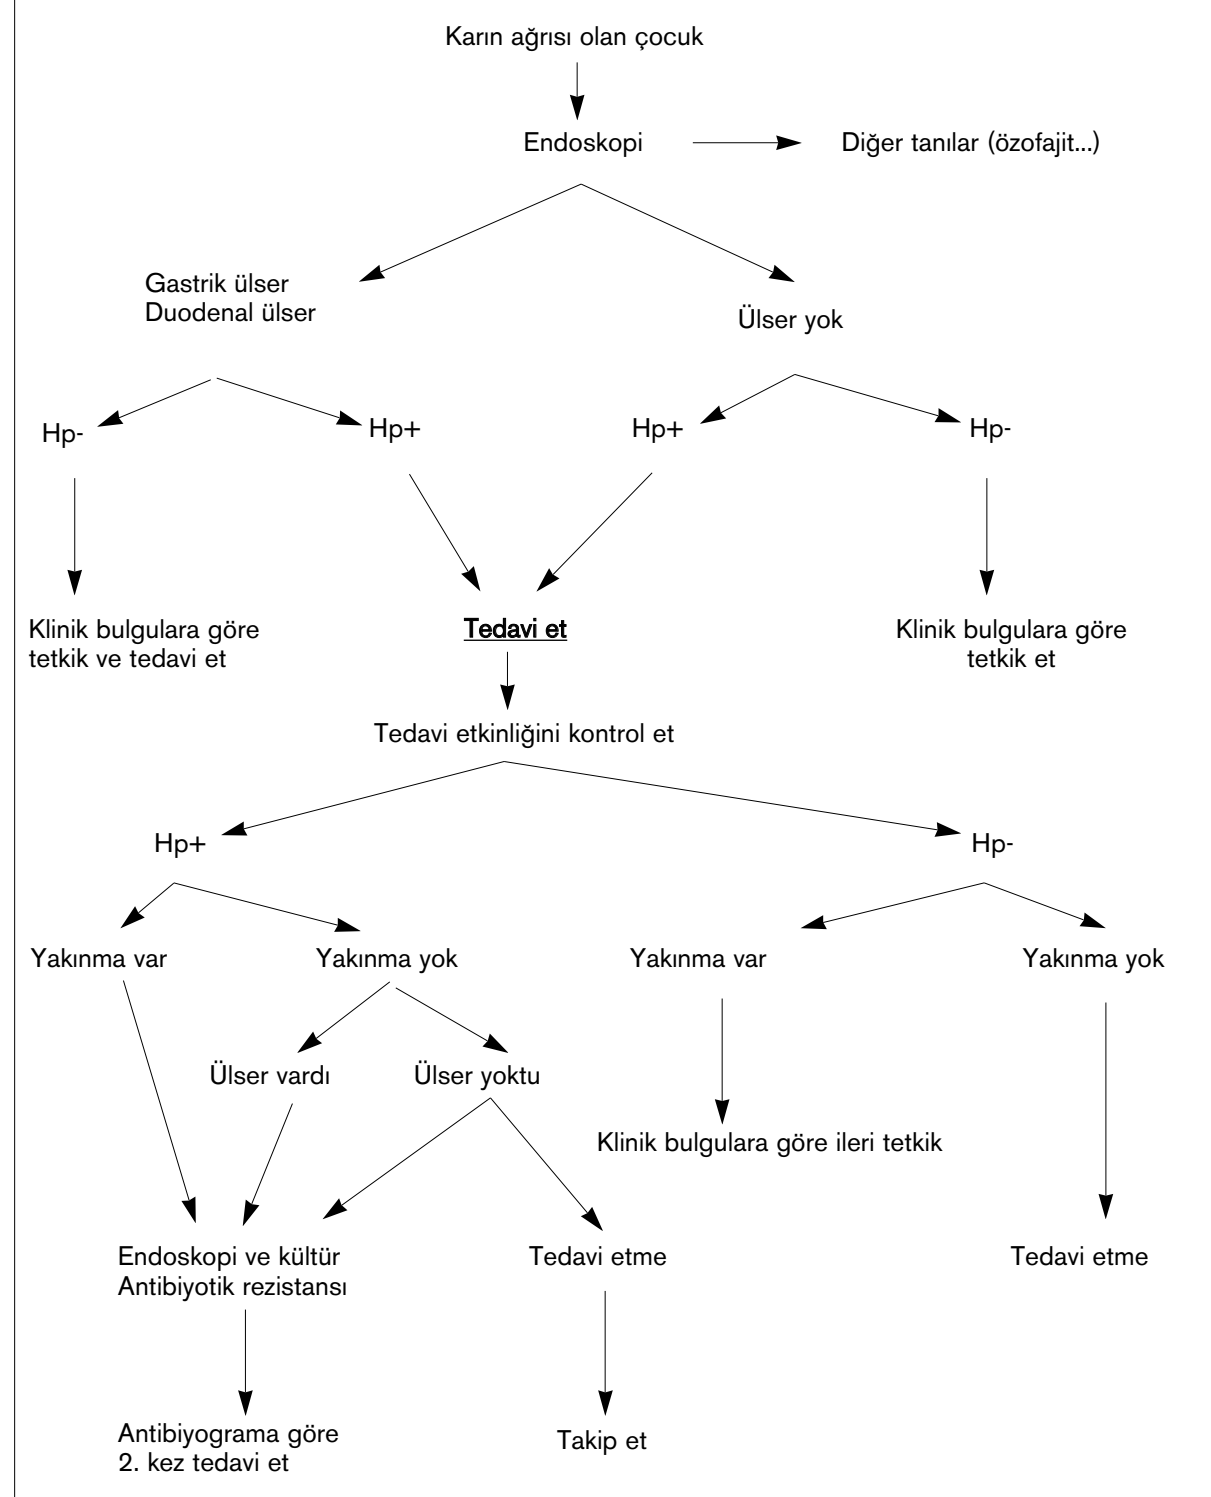 Karın ağrısı olan çocuk
Endoskopi
Diğer tanılar (özofajit...)
Gastrik ülser
Duodenal ülser
Ülser yok
Hp-
Hp+
Hp+
Hp-
Klinik bulgulara göre
tetkik ve tedavi et
Tedavi et
Klinik bulgulara göre
tetkik et
Tedavi etkinliğini kontrol et
Hp+
Hp-
Yakınma var
Yakınma yok
Yakınma var
Yakınma yok
Ülser vardı
Ülser yoktu
Klinik bulgulara göre ileri tetkik
Endoskopi ve kültür
Antibiyotik rezistansı
Tedavi etme
Tedavi etme
Antibiyograma göre
2. kez tedavi et
Takip et